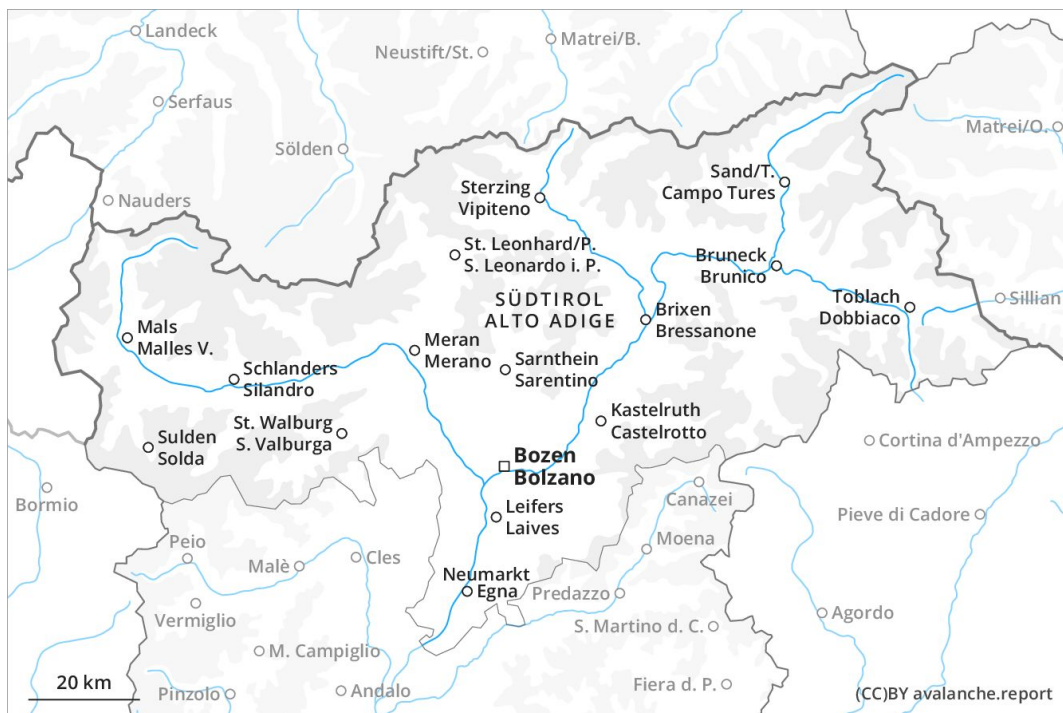 Landeck
Neustift/St.
Matrei/B.
Serfaus
Matrei/O.
Sölden
Nauders
Sterzing
Vipiteno
Sand/T.
Campo Tures
St. Leonhard/P.
S. Leonardo i. P.
Bruneck
Brunico
SÜDTIROL
ALTO ADIGE
Toblach
Dobbiaco
Sillian
Brixen
Bressanone
Mals
Malles V.
Meran
Merano
Schlanders
Silandro
Sarnthein
Sarentino
St. Walburg
S. Valburga
Kastelruth
Castelrotto
Sulden
Solda
Cortina d'Ampezzo
Bozen
Bolzano
Bormio
Canazei
Leifers
Laives
Pieve di Cadore
Moena
Peio
Malè
Cles
Neumarkt
Egna
Predazzo
Vermiglio
Agordo
S. Martino d. C.
M. Campiglio
20 km
Pinzolo
Andalo
Fiera d. P.
(CC)BY avalanche.report